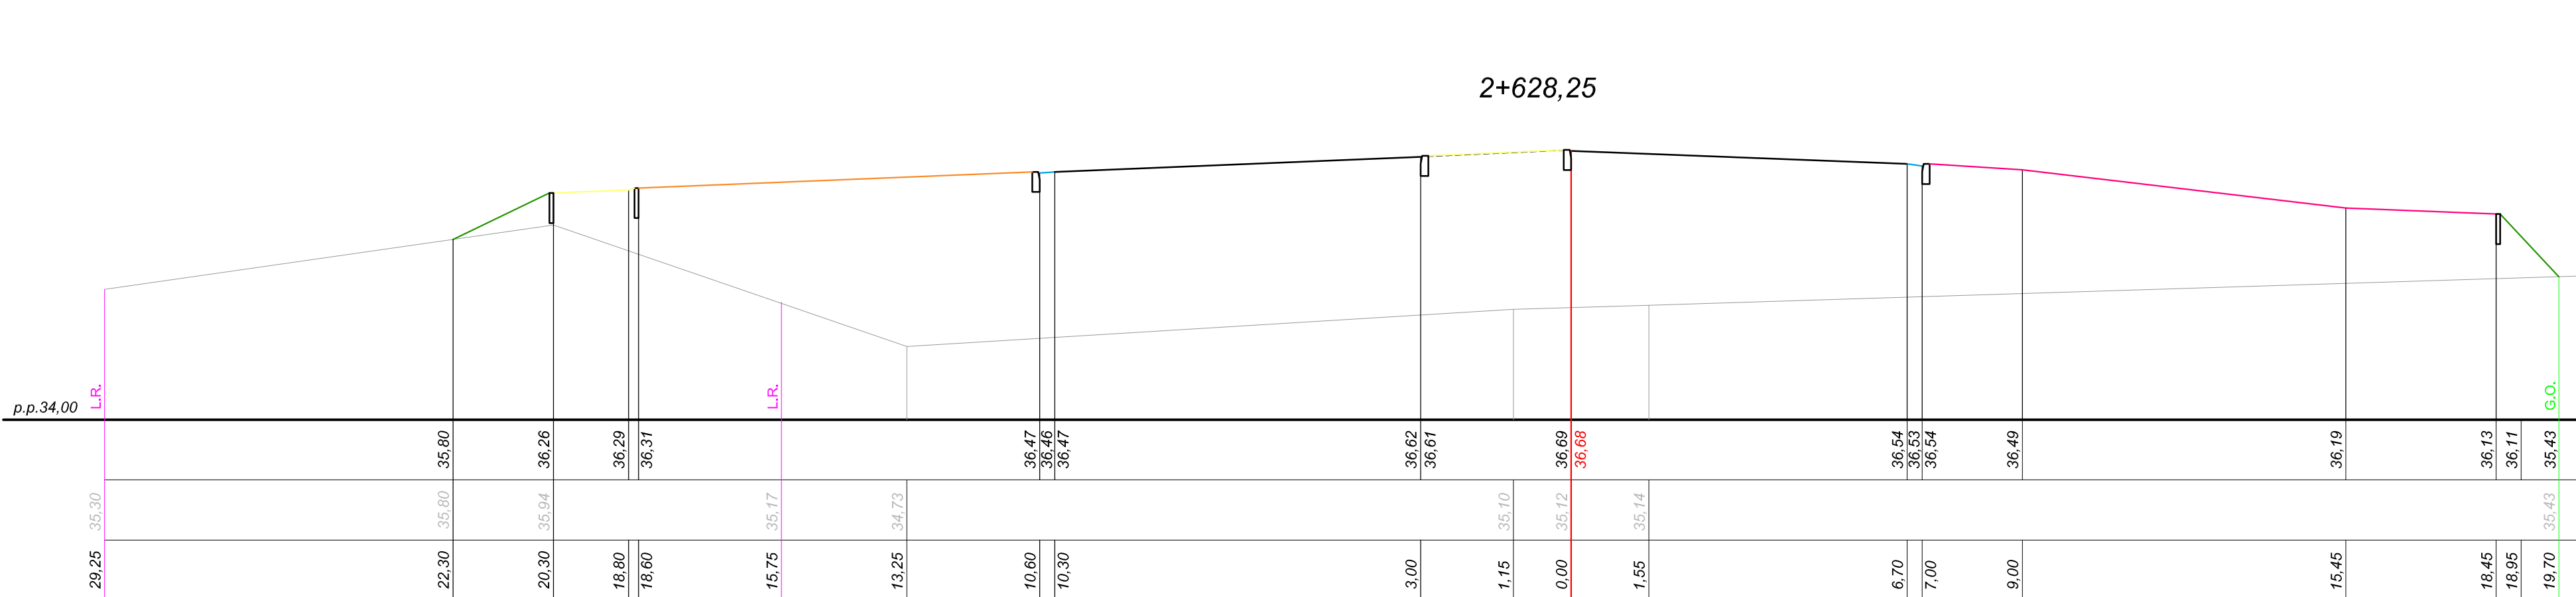 2+628,25
p.p.34,00
L.R.
L.R.
G.O.
35,80 36,26 36,29 36,31 36,47 36,46 36,47 36,62 36,61 36,69 36,68 36,54 36,53 36,54 36,49 36,19 36,13 36,11 35,43
35,30 35,80 35,94 35,17 34,73 35,10 35,12 35,14 35,43
29,25 22,30 20,30 18,80 18,60 15,75 13,25 10,60 10,30 3,00 1,15 0,00 1,55 6,70 7,00 9,00 15,45 18,45 18,95 19,70